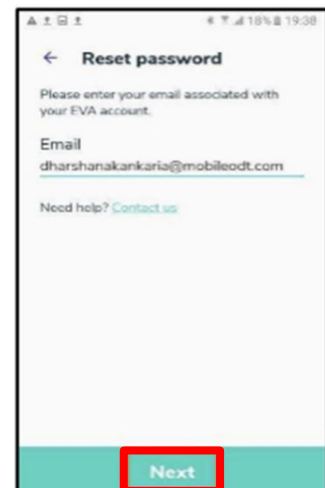 18% 19:38
← Reset password
Please enter your email associated with
your EVA account.
Email
dharshanakankaria@mobileodt.com
Need help? Contact us
Next